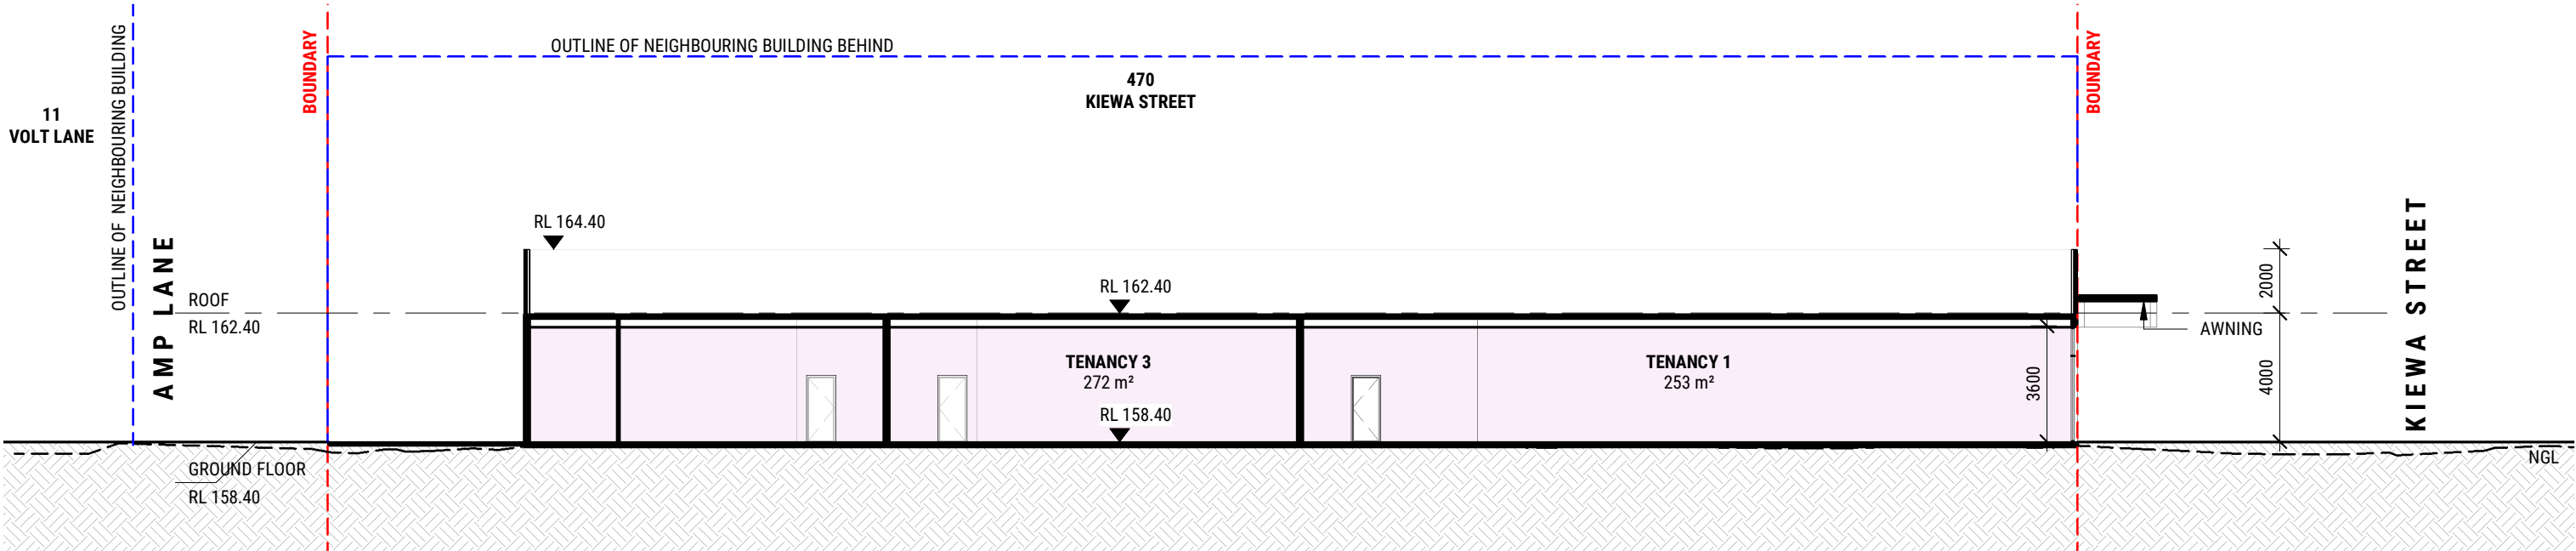 OUTLINE OF NEIGHBOURING BUILDING BEHIND
470
KIEWA STREET
11
VOLT LANE
OUTLINE OF NEIGHBOURING BUILDING
BOUNDARY
BOUNDARY
AMP LANE
KIEWA STREET
RL 164.40
ROOF
RL 162.40
RL 162.40
2000
AWNING
TENANCY 3
272 m²
TENANCY 1
253 m²
3600
4000
RL 158.40
GROUND FLOOR
RL 158.40
NGL